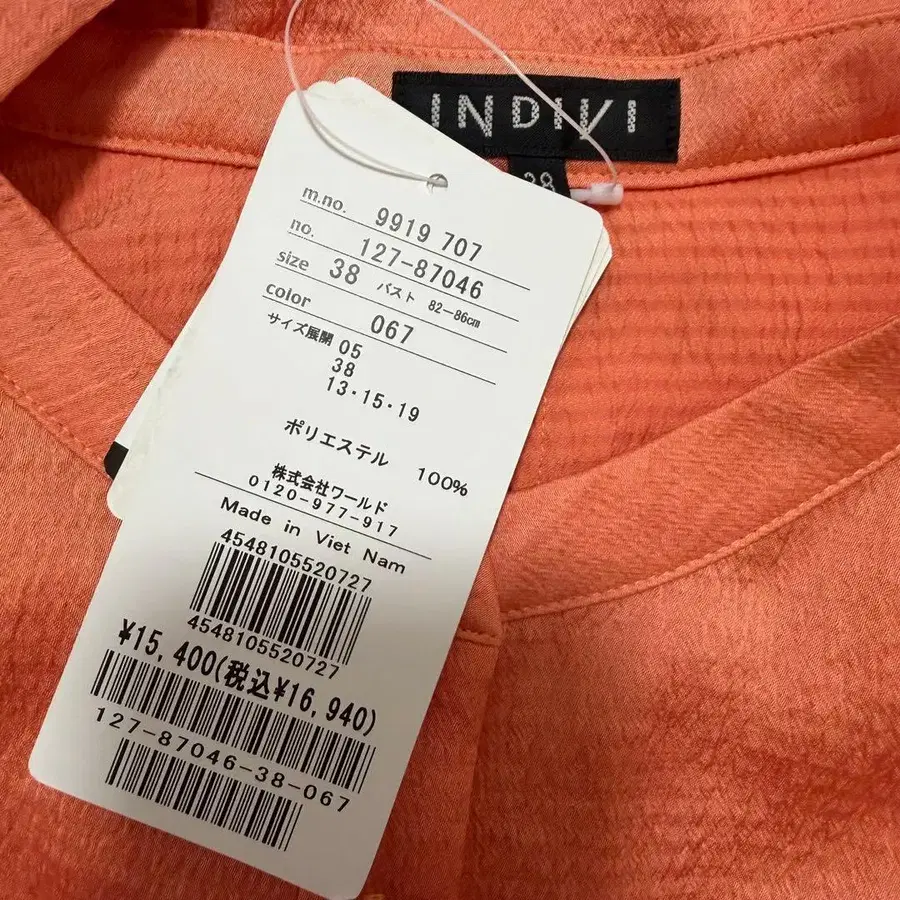 INDIVI
38
m.no. 9919 707
no. 127-87046
size 38 バスト 82-86cm
color 067
サイズ展開 05
38
13・15・19
ポリエステル 100%
株式会社ワールド
0120-977-917
Made in Viet Nam
4548105520727
4548105520727
¥15,400(税込¥16,940)
127-87046-38-067